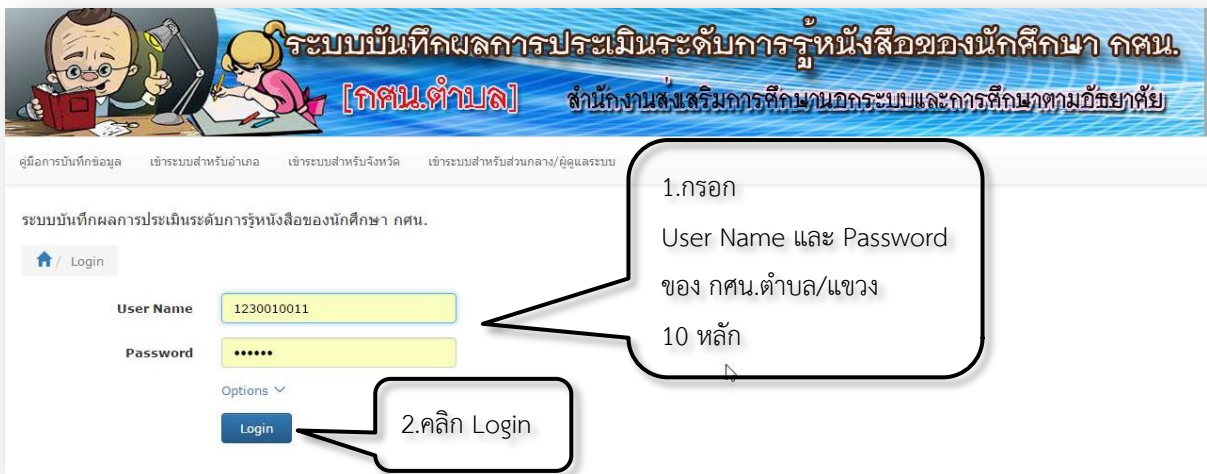 ระบบบันทึกผลการประเมินระดับการรู้หนังสือของนักศึกษา กศน.
[กศน.ตำบล] สำนักงานส่งเสริมการศึกษานอกระบบและการศึกษาตามอัธยาศัย
คู่มือการบันทึกข้อมูล เข้าระบบสำหรับอำเภอ เข้าระบบสำหรับจังหวัด เข้าระบบสำหรับส่วนกลาง/ผู้ดูแลระบบ
ระบบบันทึกผลการประเมินระดับการรู้หนังสือของนักศึกษา กศน.
/ Login
User Name 1230010011
Password ••••••
Options
Login
1.กรอก
User Name และ Password
ของ กศน.ตำบล/แขวง
10 หลัก
2.คลิก Login